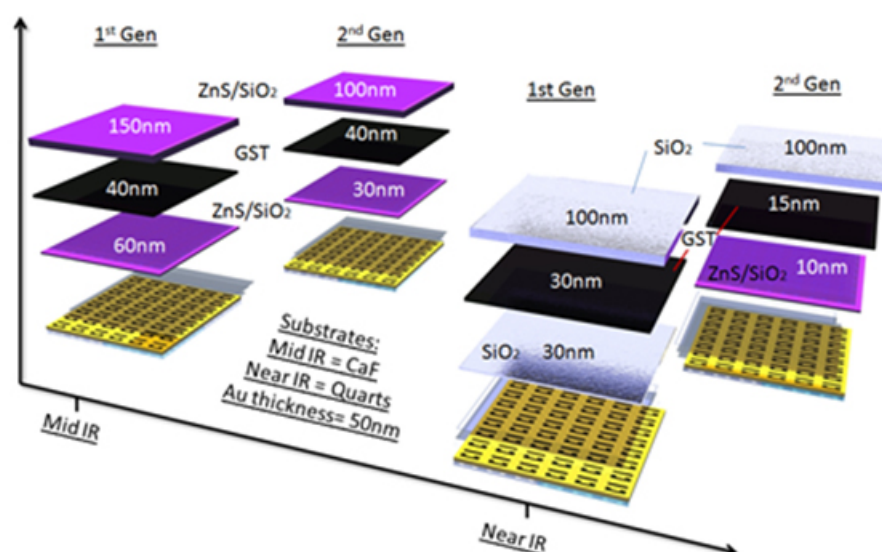 1st Gen
2nd Gen
ZnS/SiO₂
100nm
150nm
GST
40nm
40nm
ZnS/SiO₂
30nm
60nm
Substrates:
Mid IR = CaF
Near IR = Quarts
Au thickness= 50nm
1st Gen
2nd Gen
SiO₂
100nm
100nm
15nm
GST
30nm
ZnS/SiO₂
10nm
SiO₂
30nm
Mid IR
Near IR